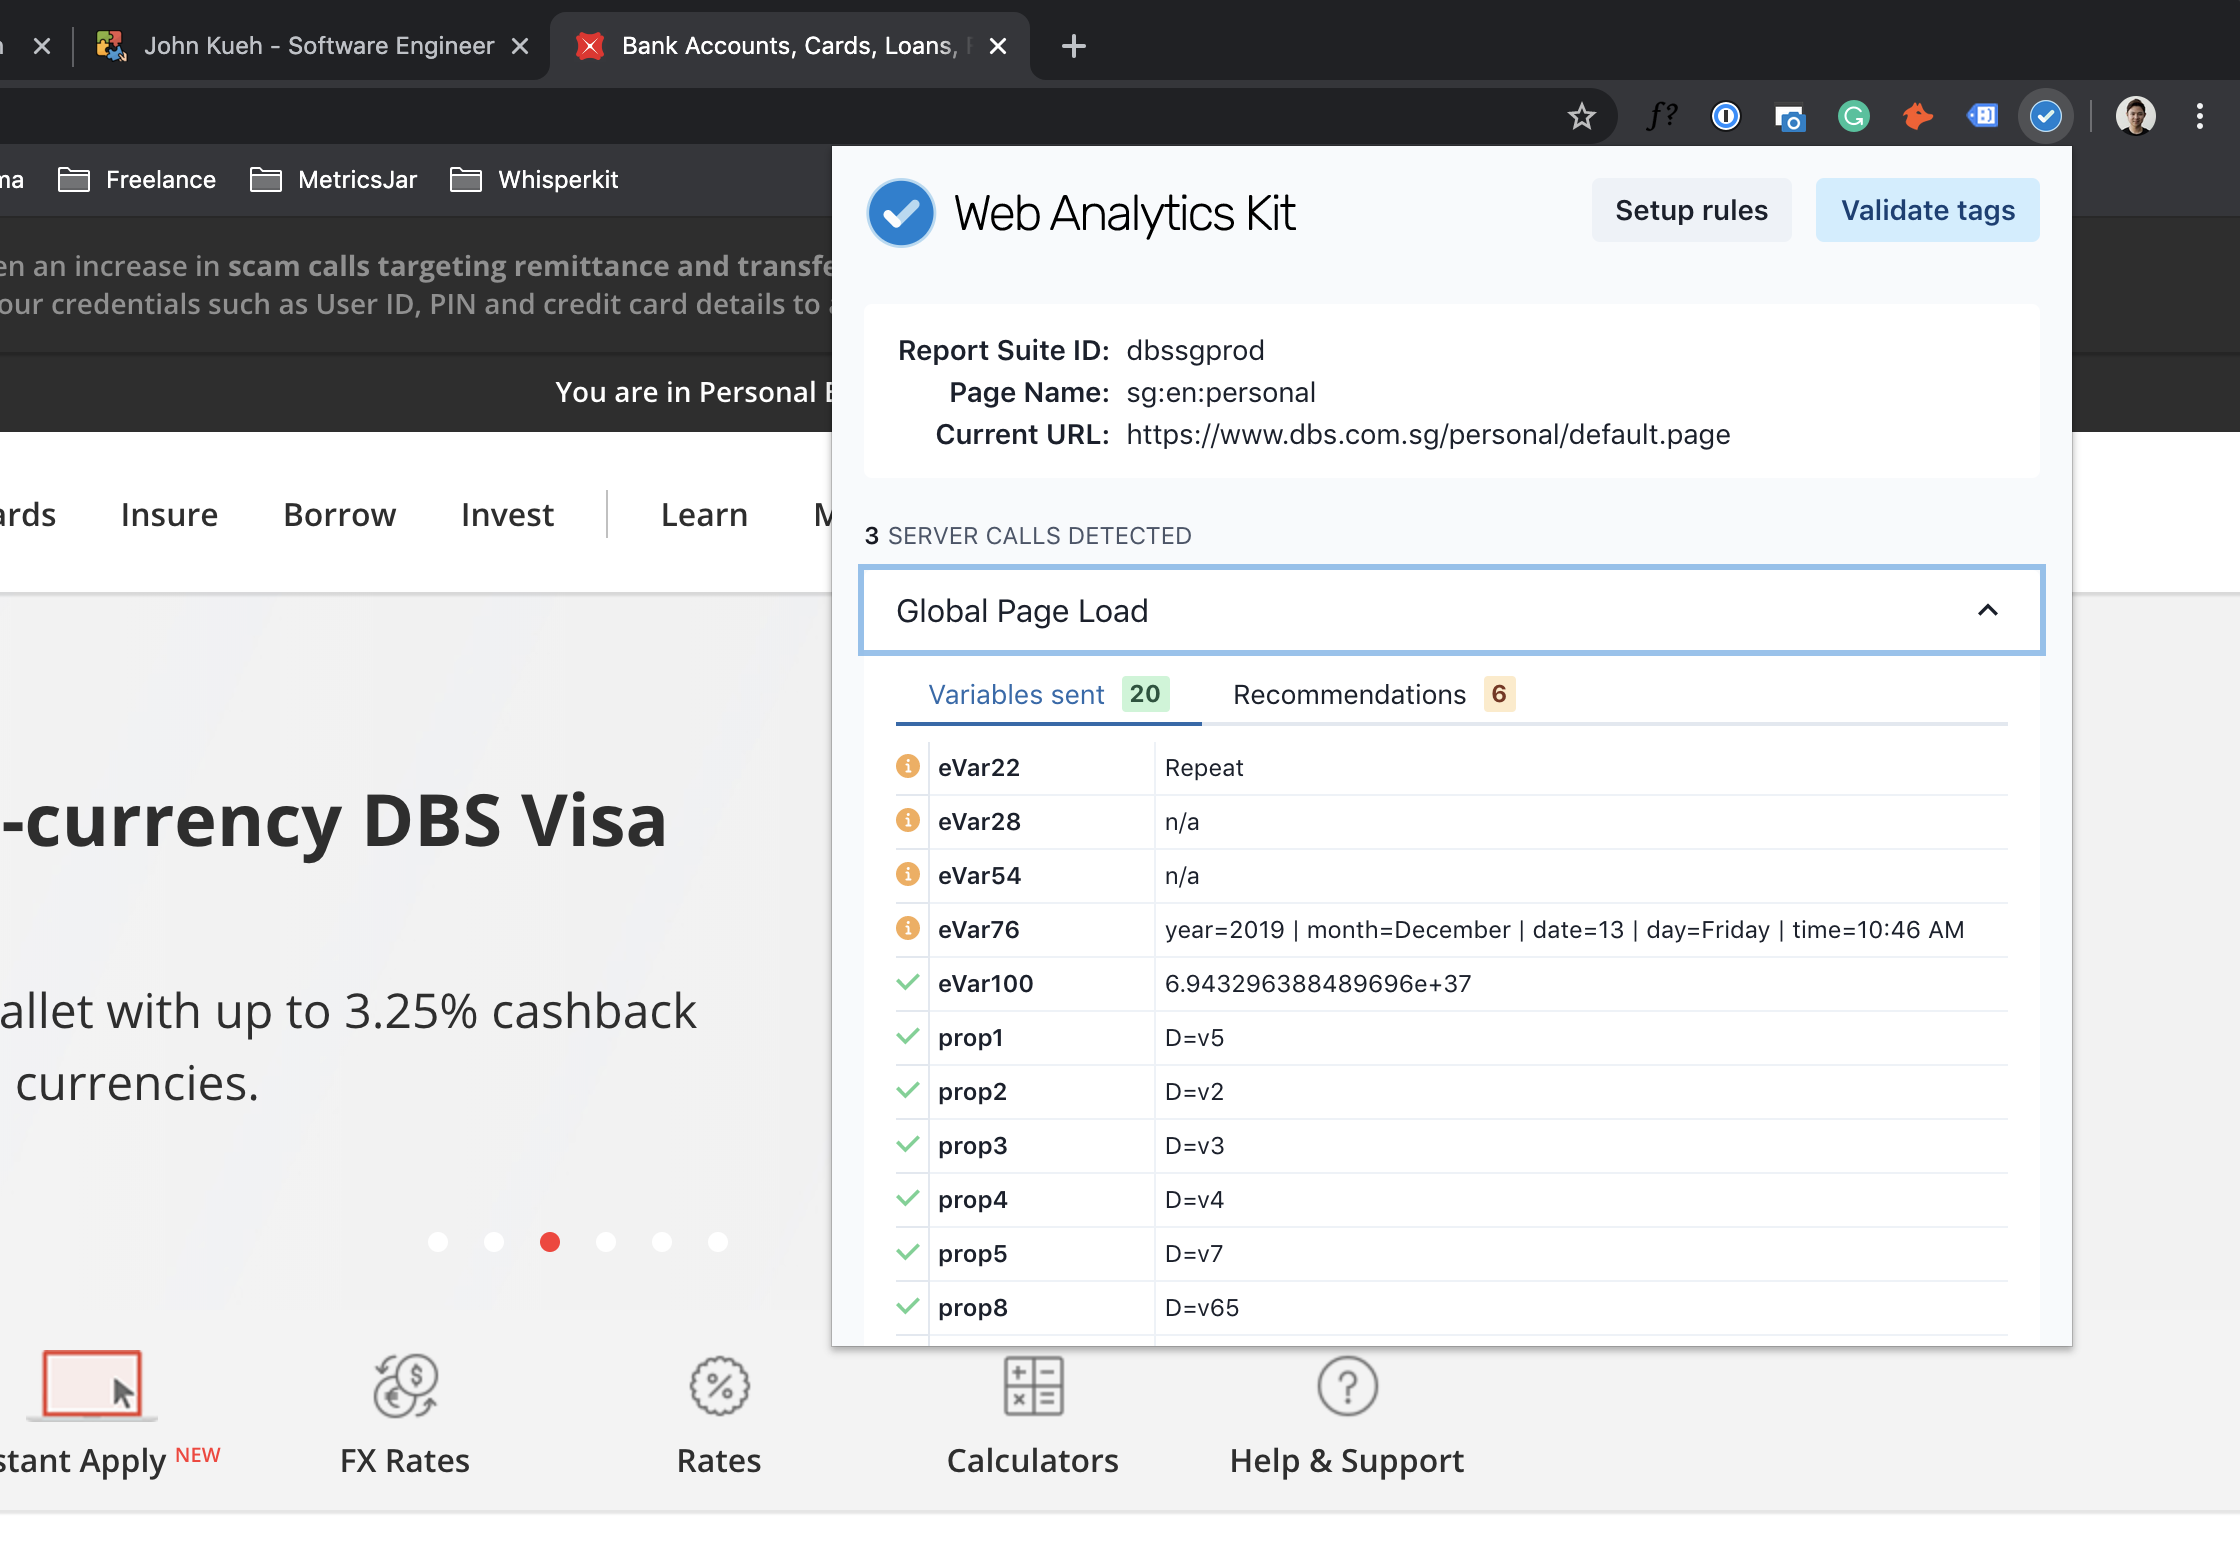 John Kueh - Software Engineer
Bank Accounts, Cards, Loans,
f?
ma
Freelance
MetricsJar
Whisperkit
Web Analytics Kit
Setup rules
Validate tags
en an increase in scam calls targeting remittance and transfe
our credentials such as User ID, PIN and credit card details to
You are in Personal
Report Suite ID: dbssgprod
Page Name: sg:en:personal
Current URL: https://www.dbs.com.sg/personal/default.page
ards
Insure
Borrow
Invest
Learn
M
3 SERVER CALLS DETECTED
Global Page Load
Variables sent 20
Recommendations 6
eVar22 Repeat
eVar28 n/a
eVar54 n/a
eVar76 year=2019 | month=December | date=13 | day=Friday | time=10:46 AM
eVar100 6.943296388489696e+37
prop1 D=v5
prop2 D=v2
prop3 D=v3
prop4 D=v4
prop5 D=v7
prop8 D=v65
-currency DBS Visa
allet with up to 3.25% cashback
currencies.
stant Apply NEW
FX Rates
Rates
Calculators
Help & Support